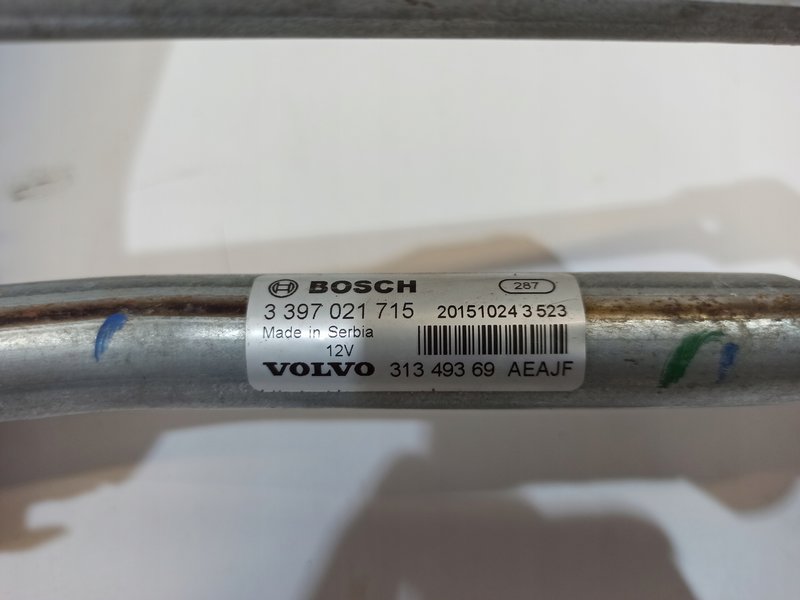 BOSCH 287
3 397 021 715 20151024 3 523
Made in Serbia
12V
VOLVO 313 493 69 AEAJF